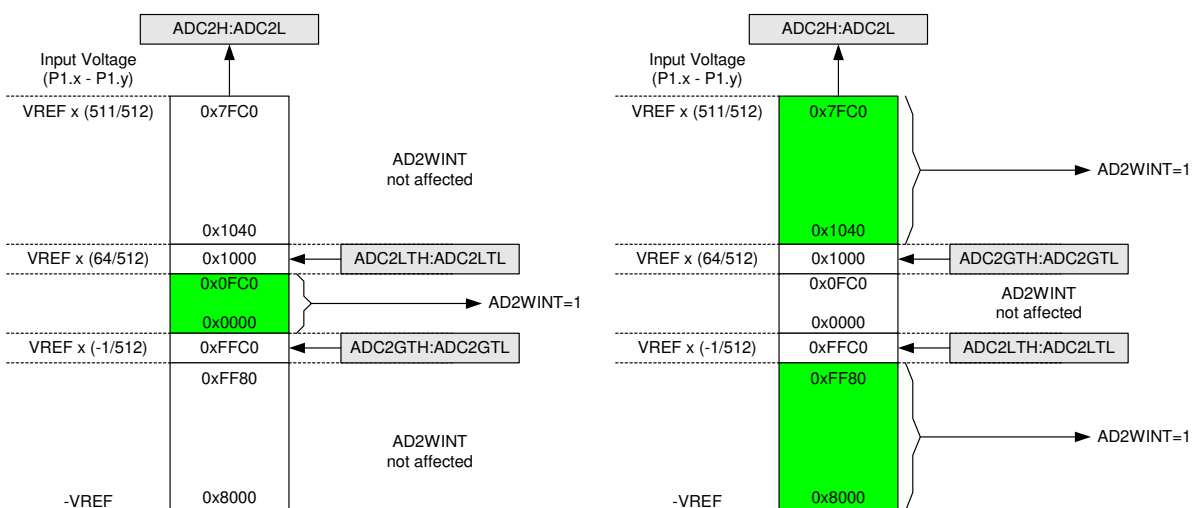 ADC2H:ADC2L
Input Voltage
(P1.x - P1.y)
VREF x (511/512)
0x7FC0
AD2WINT
not affected
0x1040
VREF x (64/512)
0x1000
ADC2LTH:ADC2LTL
0x0FC0
AD2WINT=1
0x0000
VREF x (-1/512)
0xFFC0
ADC2GTH:ADC2GTL
0xFF80
AD2WINT
not affected
-VREF
0x8000
ADC2H:ADC2L
Input Voltage
(P1.x - P1.y)
VREF x (511/512)
0x7FC0
AD2WINT=1
0x1040
VREF x (64/512)
0x1000
ADC2GTH:ADC2GTL
0x0FC0
AD2WINT
not affected
0x0000
VREF x (-1/512)
0xFFC0
ADC2LTH:ADC2LTL
0xFF80
AD2WINT=1
-VREF
0x8000